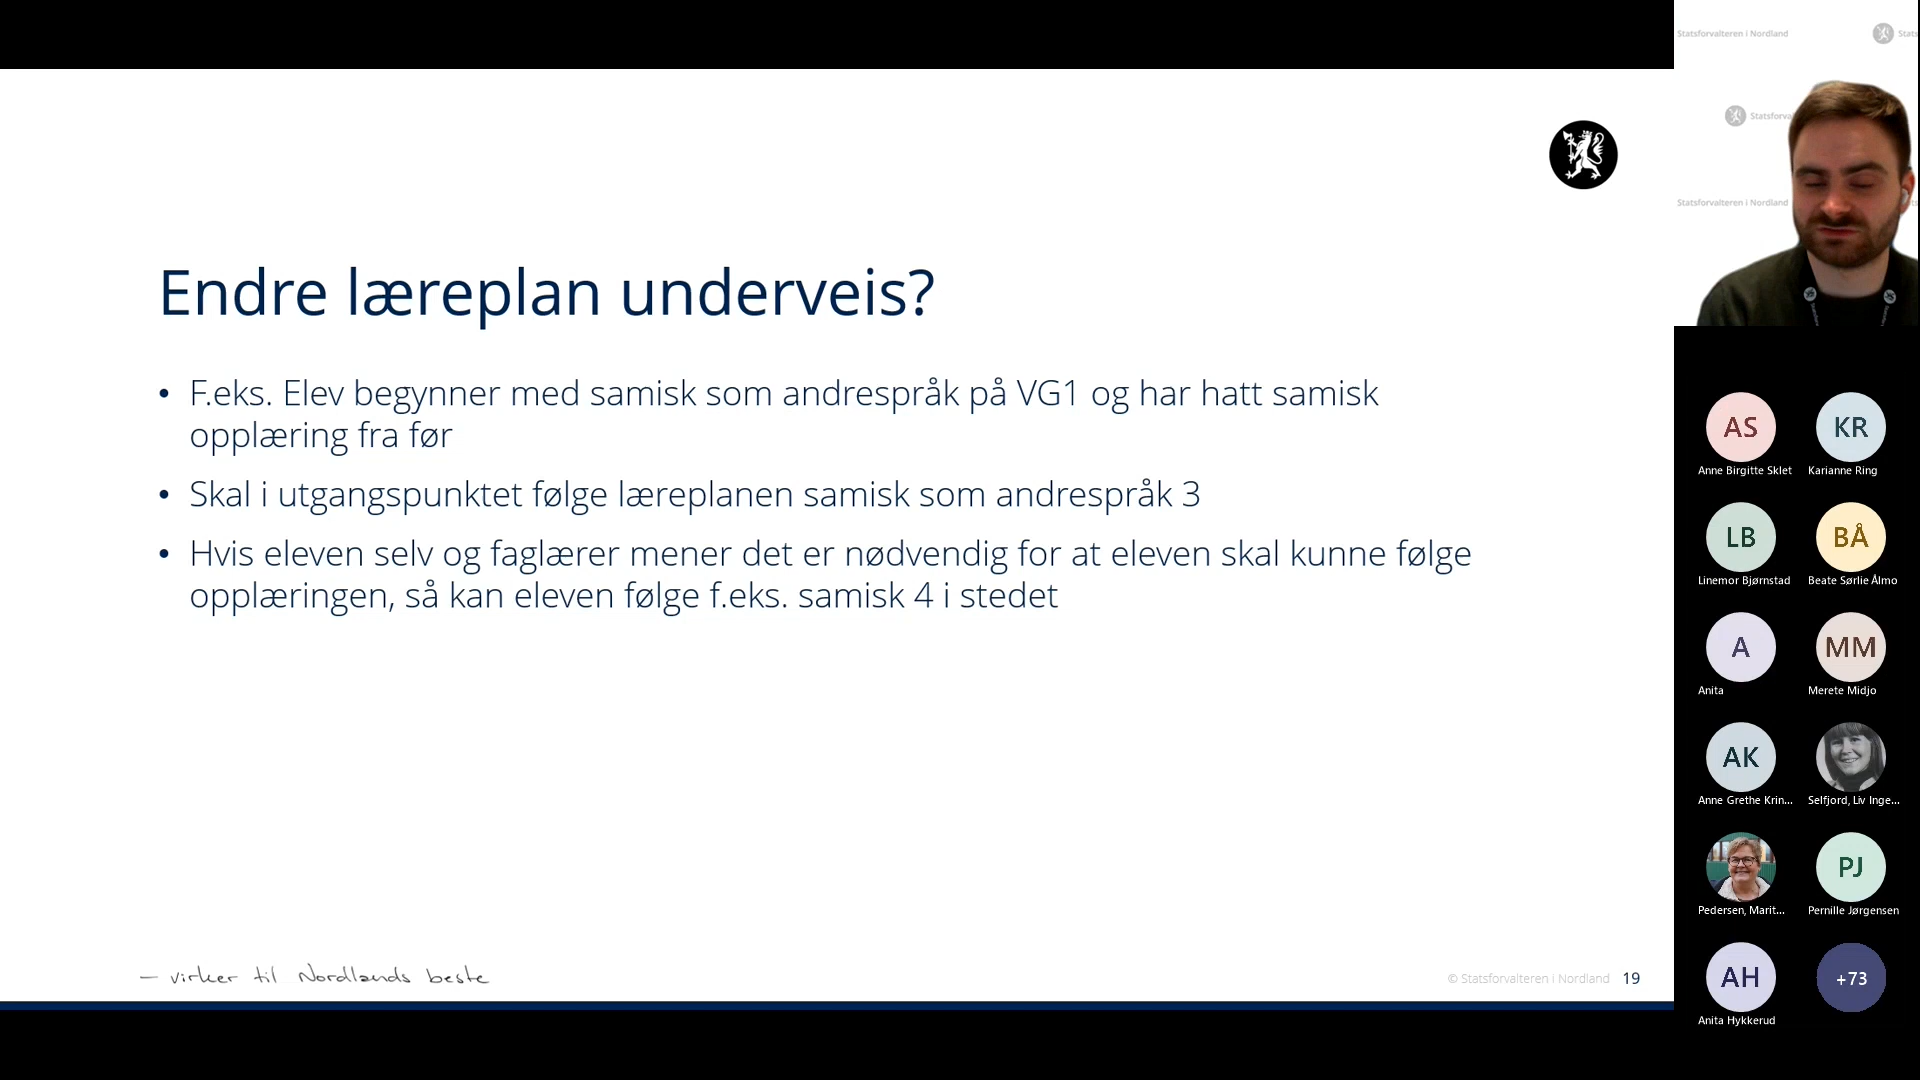 Statsforvalteren i Nordland
Stats
Statsforva
Statsforvalteren i Nordland
Endre læreplan underveis?
• F.eks. Elev begynner med samisk som andrespråk på VG1 og har hatt samisk
opplæring fra før
• Skal i utgangspunktet følge læreplanen samisk som andrespråk 3
• Hvis eleven selv og faglærer mener det er nødvendig for at eleven skal kunne følge
opplæringen, så kan eleven følge f.eks. samisk 4 i stedet
– virker til Nordlands beste
© Statsforvalteren i Nordland 19
AS KR
Anne Birgitte Sklet Karianne Ring
LB BÅ
Linemor Bjørnstad Beate Sørlie Ålmo
A MM
Anita Merete Midjo
AK
Anne Grethe Krin... Selfjord, Liv Inge...
PJ
Pedersen, Marit... Pernille Jørgensen
AH +73
Anita Hykkerud